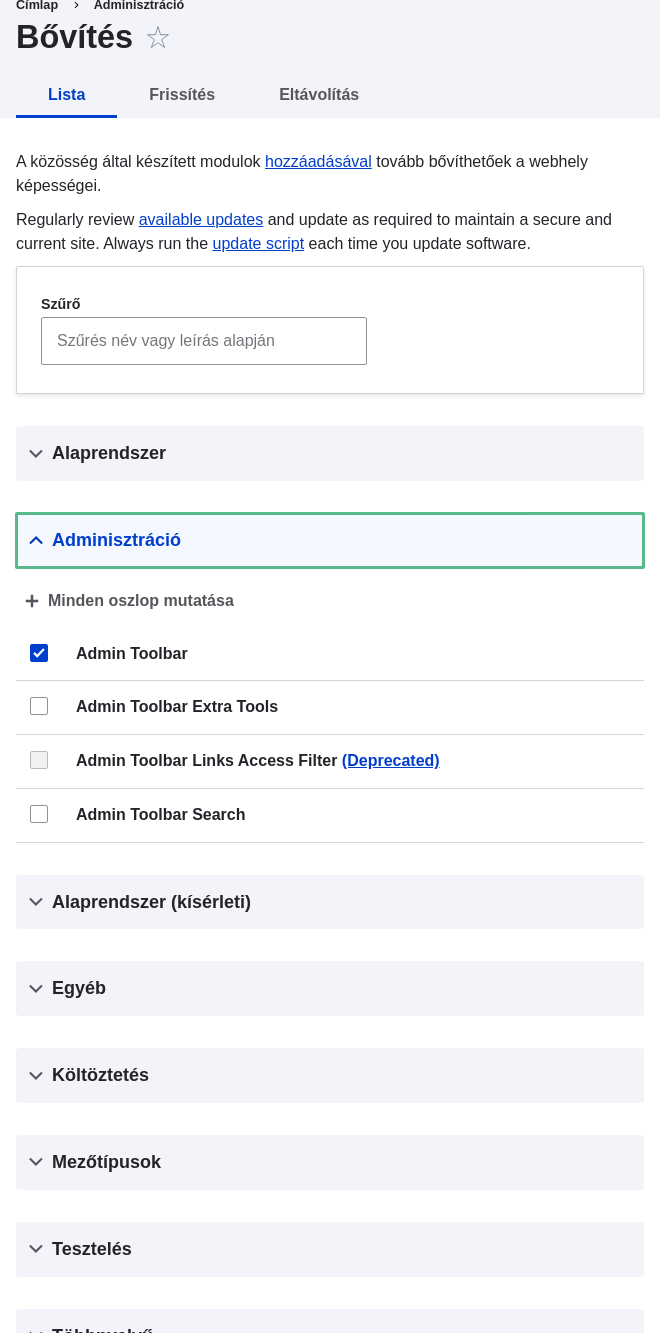 Címlap > Adminisztráció
Bővítés
Lista Frissítés Eltávolítás
A közösség által készített modulok hozzáadásával tovább bővíthetőek a webhely
képességei.
Regularly review available updates and update as required to maintain a secure and
current site. Always run the update script each time you update software.
Szűrő
Szűrés név vagy leírás alapján
Alaprendszer
Adminisztráció
Minden oszlop mutatása
Admin Toolbar
Admin Toolbar Extra Tools
Admin Toolbar Links Access Filter (Deprecated)
Admin Toolbar Search
Alaprendszer (kísérleti)
Egyéb
Költöztetés
Mezőtípusok
Tesztelés